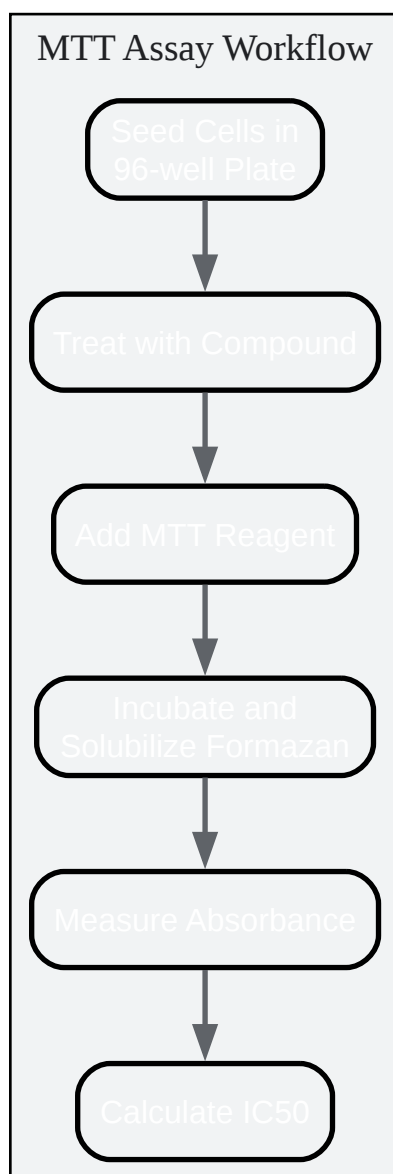 MTT Assay Workflow
Seed Cells in
96-well Plate
Treat with Compound
Add MTT Reagent
Incubate and
Solubilize Formazan
Measure Absorbance
Calculate IC50